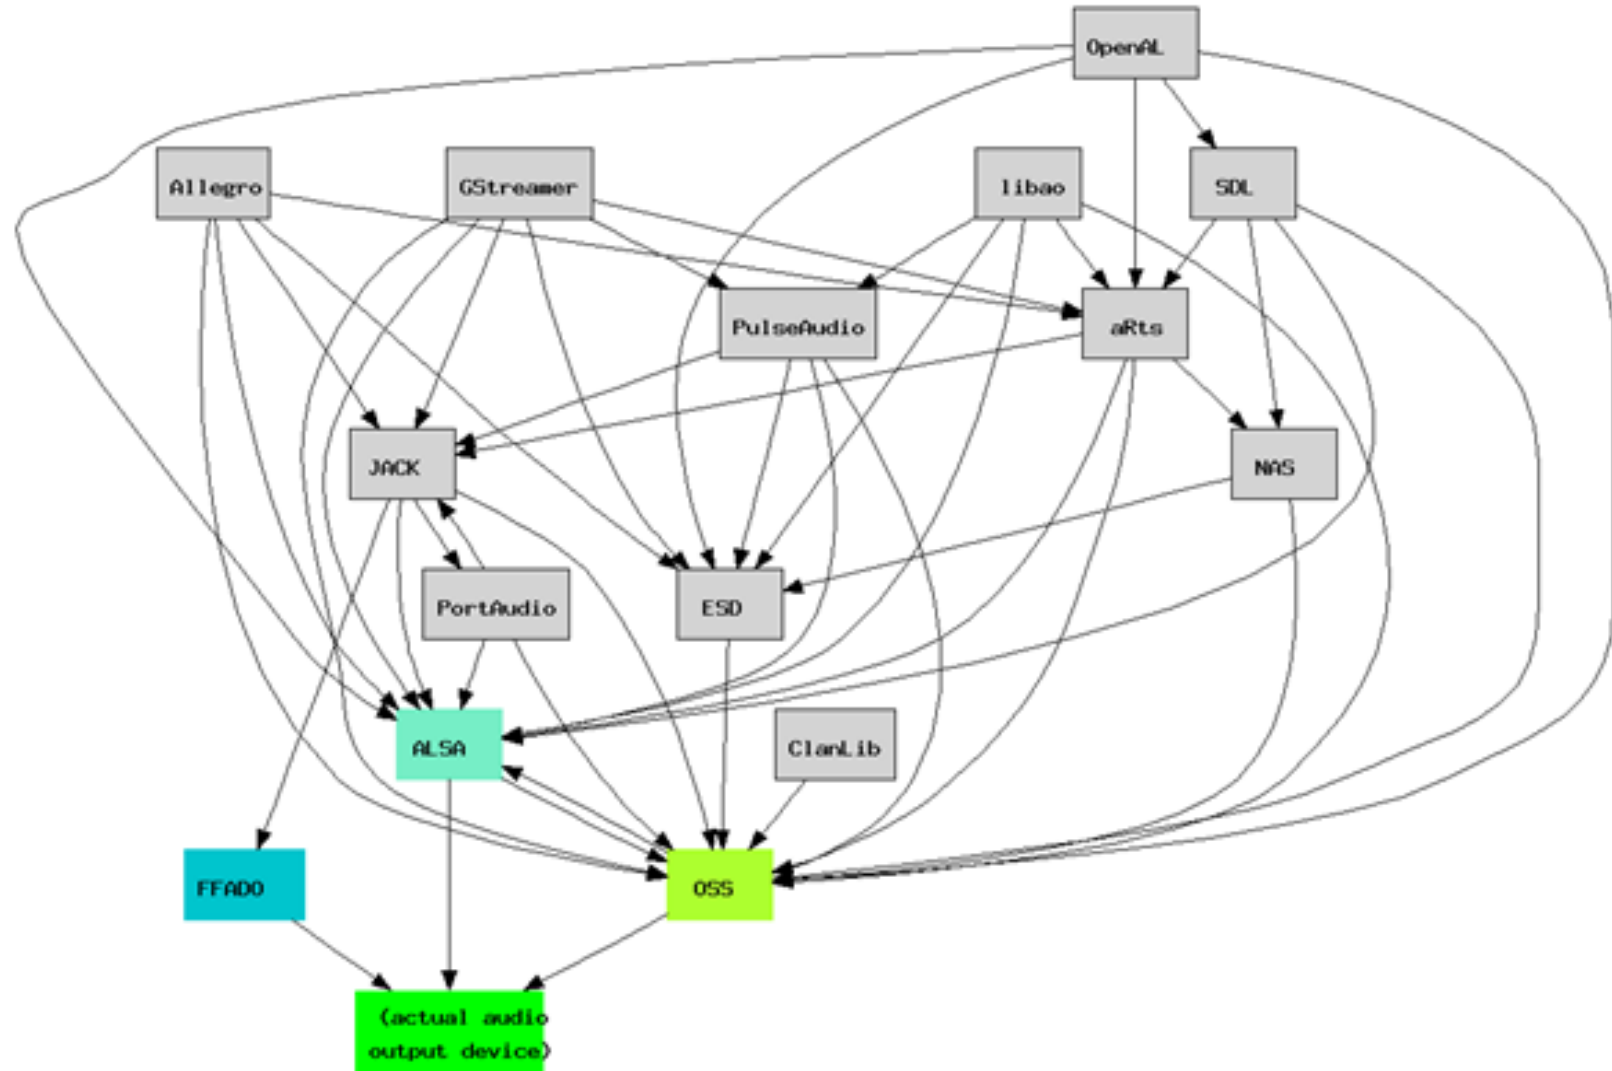 OpenAL
Allegro
GStreamer
libao
SDL
PulseAudio
aRts
JACK
NAS
PortAudio
ESD
ALSA
ClanLib
FFADO
OSS
(actual audio
output device)